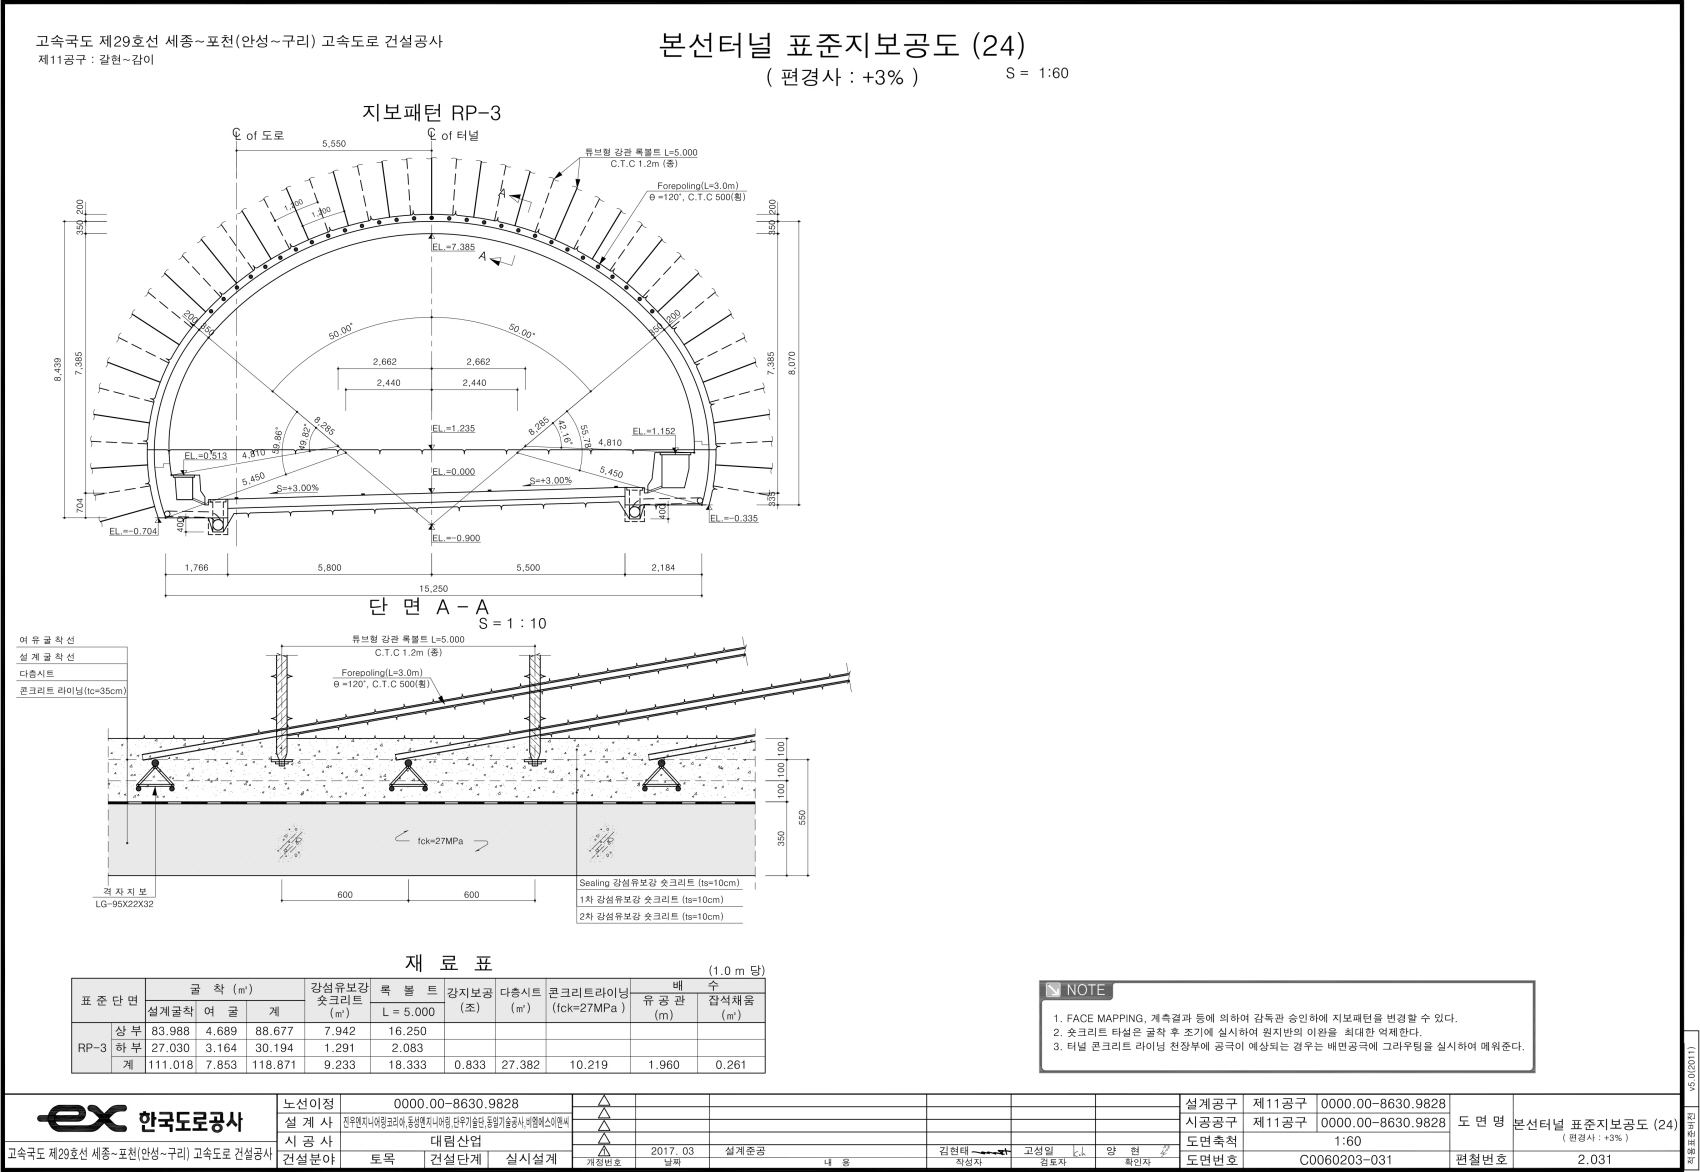 고속국도 제29호선 세종~포천(안성~구리) 고속도로 건설공사
제11공구 : 갈현~감이
본선터널 표준지보공도 (24)
( 편경사 : +3% )
S = 1:60
지보패턴 RP-3
℄ of 도로
℄ of 터널
5,550
튜브형 강관 록볼트 L=5.000
C.T.C 1.2m (종)
Forepoling(L=3.0m)
θ =120°, C.T.C 500(횡)
A
1,200
1,200
200
350
200
350
EL.=7.385
A
200
350
350
200
50.00°
50.00°
8,439
7,385
7,385
8,070
2,662
2,662
2,440
2,440
8,285
8,285
59.86°
49.82°
42.16°
55.78°
EL.=1.235
EL.=1.152
EL.=0.513
4,810
4,810
5,450
5,450
EL.=0.000
S=+3.00%
S=+3.00%
704
335
400
400
EL.=-0.704
EL.=-0.335
EL.=-0.900
1,766
5,800
5,500
2,184
15,250
단 면 A - A
S = 1 : 10
여 유 굴 착 선
설 계 굴 착 선
다층시트
콘크리트 라이닝(tc=35cm)
튜브형 강관 록볼트 L=5.000
C.T.C 1.2m (종)
Forepoling(L=3.0m)
θ =120°, C.T.C 500(횡)
100
100
100
350
550
fck=27MPa
격 자 지 보
LG-95X22X32
600
600
Sealing 강섬유보강 숏크리트 (ts=10cm)
1차 강섬유보강 숏크리트 (ts=10cm)
2차 강섬유보강 숏크리트 (ts=10cm)
재 료 표
(1.0 m 당)
표 준 단 면 굴 착 (㎥) 강섬유보강 숏크리트 (㎥) 록 볼 트 강지보공 (조) 다층시트 (㎡) 콘크리트라이닝 (fck=27MPa ) 배 수
설계굴착 여 굴 계 L = 5.000 유 공 관 (m) 잡석채움 (㎥)
RP-3 상 부 83.988 4.689 88.677 7.942 16.250
하 부 27.030 3.164 30.194 1.291 2.083
계 111.018 7.853 118.871 9.233 18.333 0.833 27.382 10.219 1.960 0.261
NOTE
1. FACE MAPPING, 계측결과 등에 의하여 감독관 승인하에 지보패턴을 변경할 수 있다.
2. 숏크리트 타설은 굴착 후 조기에 실시하여 원지반의 이완을 최대한 억제한다.
3. 터널 콘크리트 라이닝 천장부에 공극이 예상되는 경우는 배면공극에 그라우팅을 실시하여 메워준다.
v5.0(2011)
적용표준버전
ex 한국도로공사
고속국도 제29호선 세종~포천(안성~구리) 고속도로 건설공사
노선이정 0000.00-8630.9828
설 계 사 진우엔지니어링코리아,동성엔지니어링,단우기술단,동일기술공사,비엠에스이앤씨
시 공 사 대림산업
건설분야 토목 건설단계 실시설계
1 2017. 03 설계준공 김현태 고성일 양 현
개정번호 날짜 내 용 작성자 검토자 확인자
설계공구 제11공구 0000.00-8630.9828
시공공구 제11공구 0000.00-8630.9828
도면축척 1:60
도면번호 C0060203-031
도 면 명 본선터널 표준지보공도 (24)
( 편경사 : +3% )
편철번호 2.031